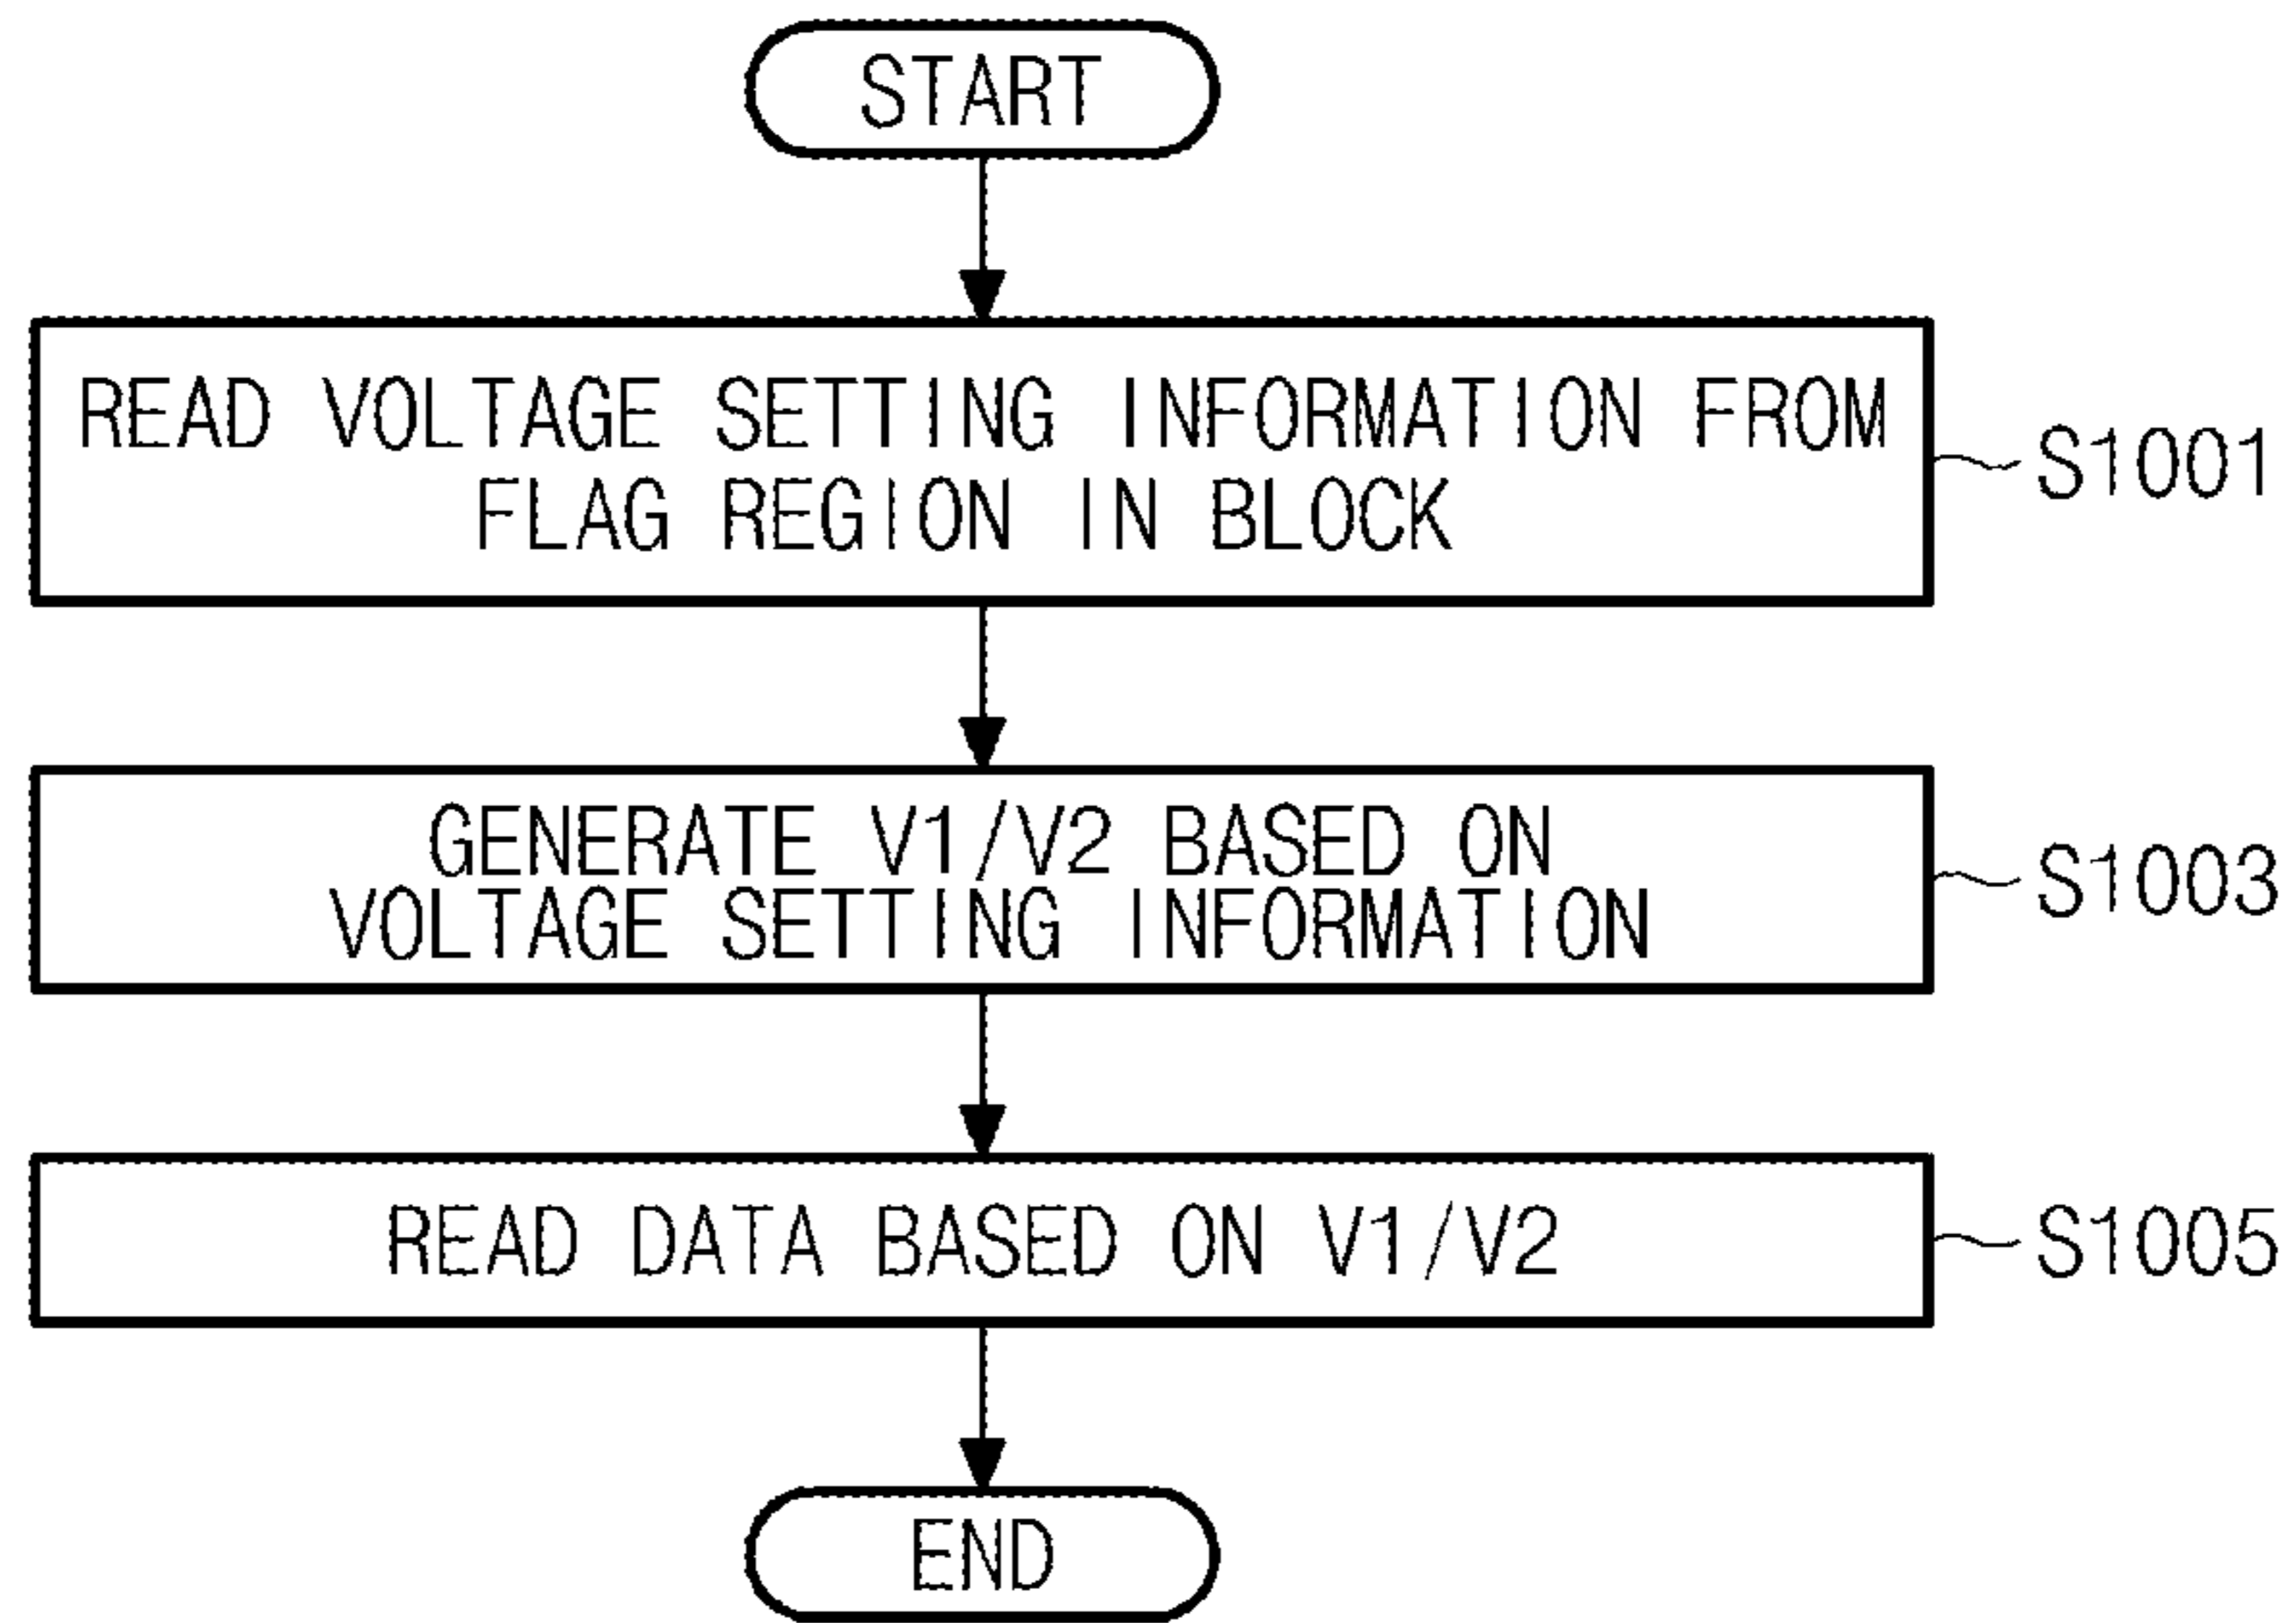 START
READ VOLTAGE SETTING INFORMATION FROM
FLAG REGION IN BLOCK
S1001
GENERATE V1/V2 BASED ON
VOLTAGE SETTING INFORMATION
S1003
READ DATA BASED ON V1/V2
S1005
END